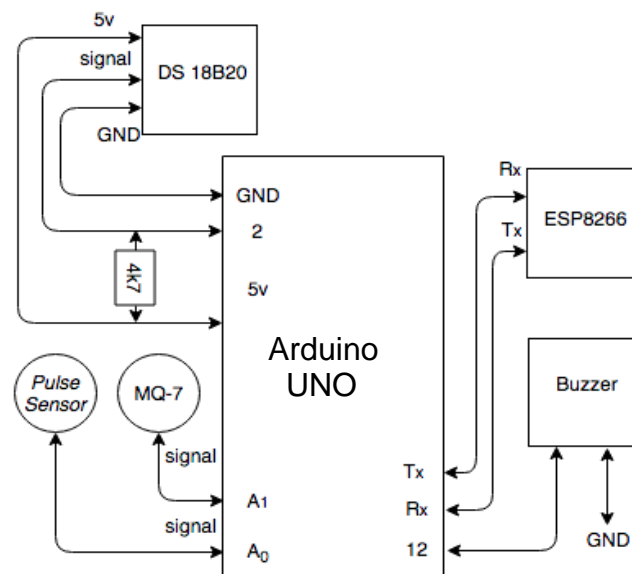 5v
signal
DS 18B20
GND
GND
2
4k7
5v
Arduino
UNO
Rx
Tx
ESP8266
Pulse
Sensor
MQ-7
signal
A1
signal
A0
Tx
Rx
12
Buzzer
GND